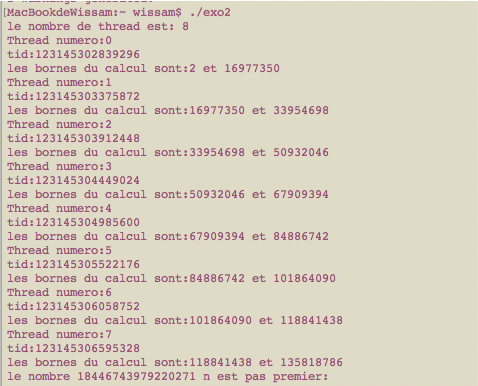 [MacBookdeWissam:~ wissam$ ./exo2
le nombre de thread est: 8
Thread numero:0
tid:123145302839296
les bornes du calcul sont:2 et 16977350
Thread numero:1
tid:123145303375872
les bornes du calcul sont:16977350 et 33954698
Thread numero:2
tid:123145303912448
les bornes du calcul sont:33954698 et 50932046
Thread numero:3
tid:123145304449024
les bornes du calcul sont:50932046 et 67909394
Thread numero:4
tid:123145304985600
les bornes du calcul sont:67909394 et 84886742
Thread numero:5
tid:123145305522176
les bornes du calcul sont:84886742 et 101864090
Thread numero:6
tid:123145306058752
les bornes du calcul sont:101864090 et 118841438
Thread numero:7
tid:123145306595328
les bornes du calcul sont:118841438 et 135818786
le nombre 18446743979220271 n est pas premier: